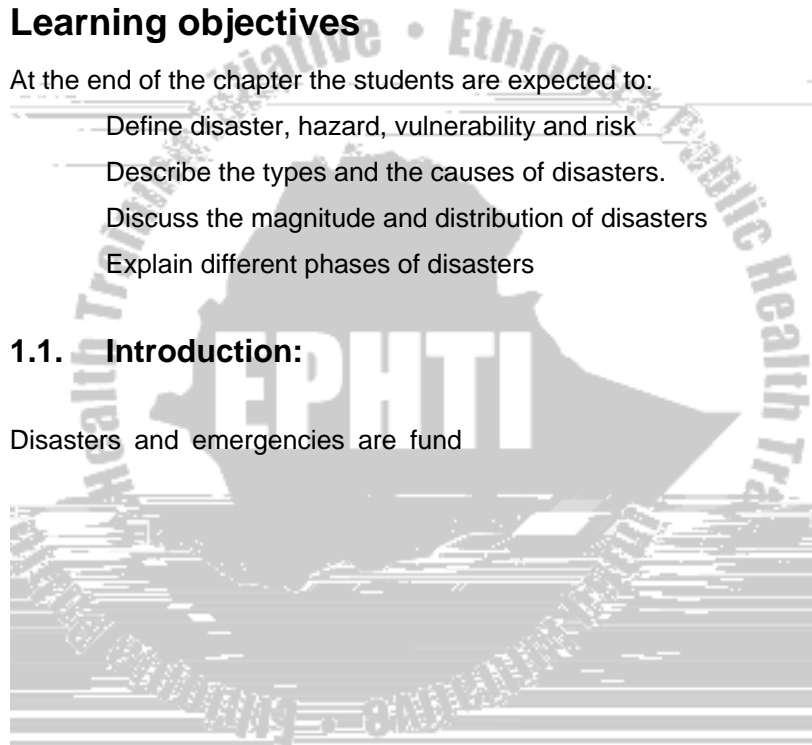 Learning objectives
At the end of the chapter the students are expected to:
Define disaster, hazard, vulnerability and risk
Describe the types and the causes of disasters.
Discuss the magnitude and distribution of disasters
Explain different phases of disasters
1.1. Introduction:
Disasters and emergencies are fund
EPHTI